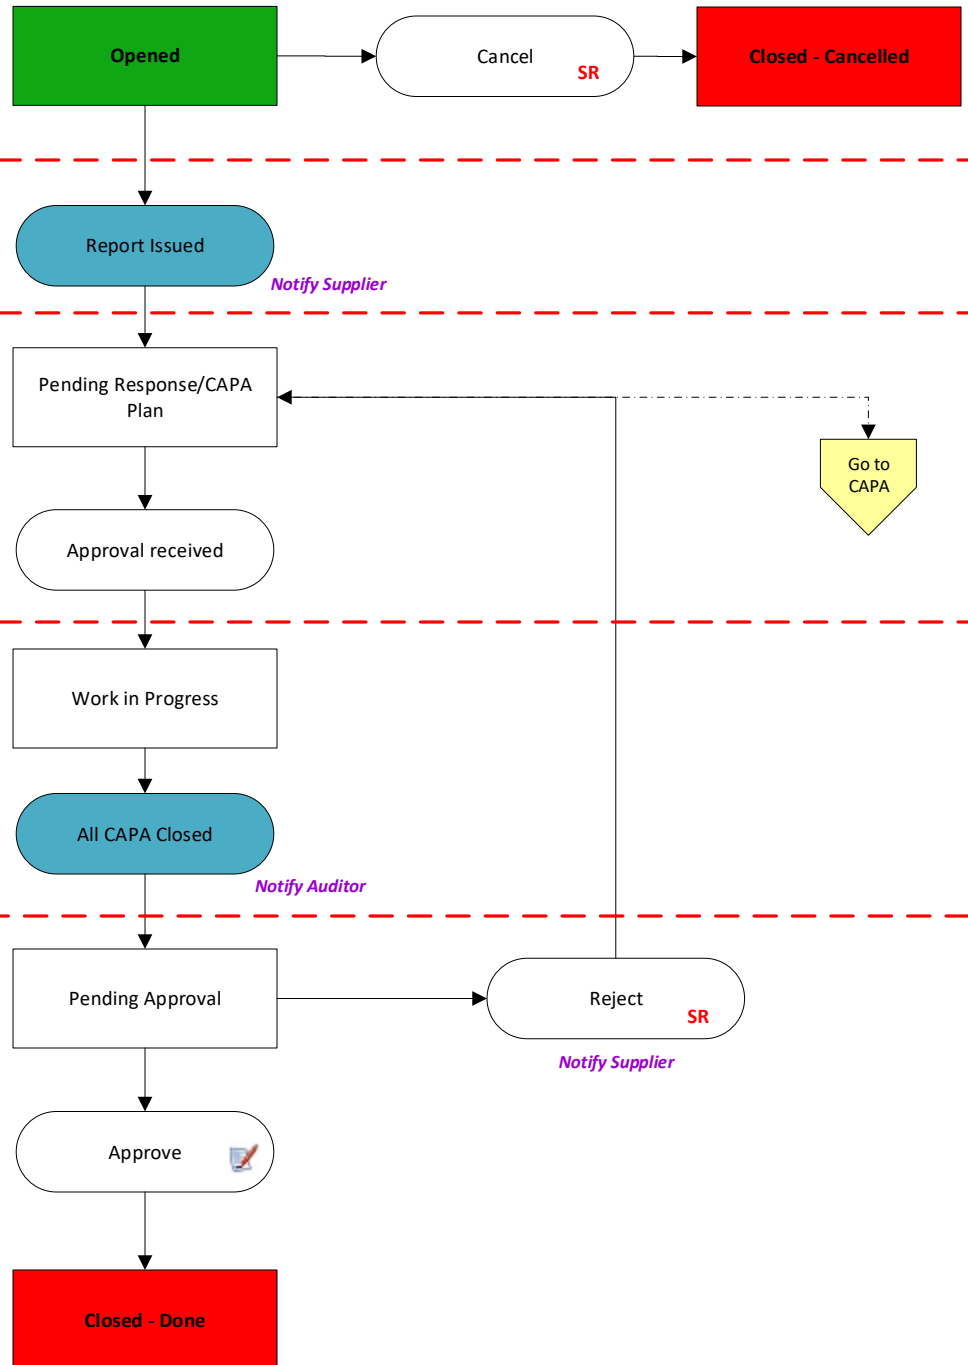 Opened
Cancel
SR
Closed - Cancelled
Report Issued
Notify Supplier
Pending Response/CAPA
Plan
Go to
CAPA
Approval received
Work in Progress
All CAPA Closed
Notify Auditor
Pending Approval
Reject
SR
Notify Supplier
Approve
Closed - Done